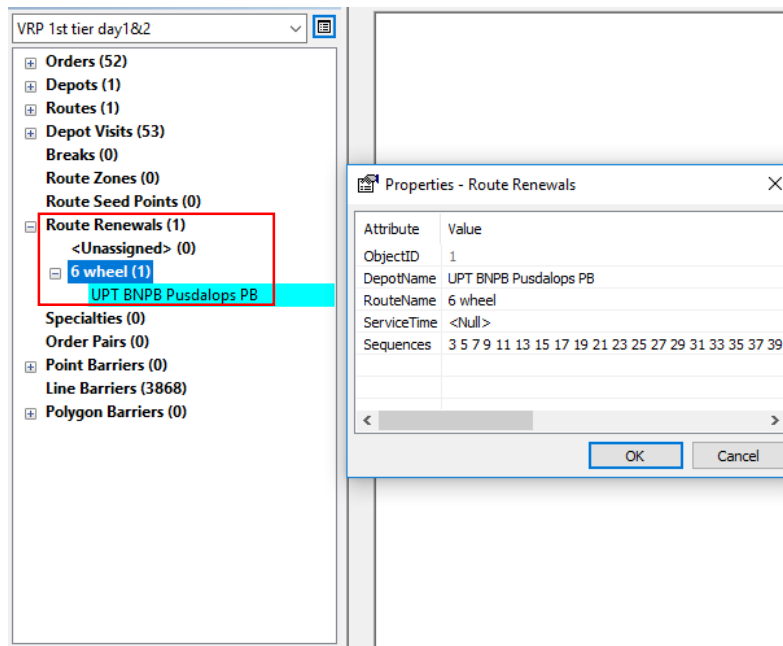 VRP 1st tier day1&2
Orders (52)
Depots (1)
Routes (1)
Depot Visits (53)
Breaks (0)
Route Zones (0)
Route Seed Points (0)
Route Renewals (1)
<Unassigned> (0)
6 wheel (1)
UPT BNPB Pusdalops PB
Specialties (0)
Order Pairs (0)
Point Barriers (0)
Line Barriers (3868)
Polygon Barriers (0)
Properties - Route Renewals
Attribute Value
ObjectID 1
DepotName UPT BNPB Pusdalops PB
RouteName 6 wheel
ServiceTime <Null>
Sequences 3 5 7 9 11 13 15 17 19 21 23 25 27 29 31 33 35 37 39
OK Cancel